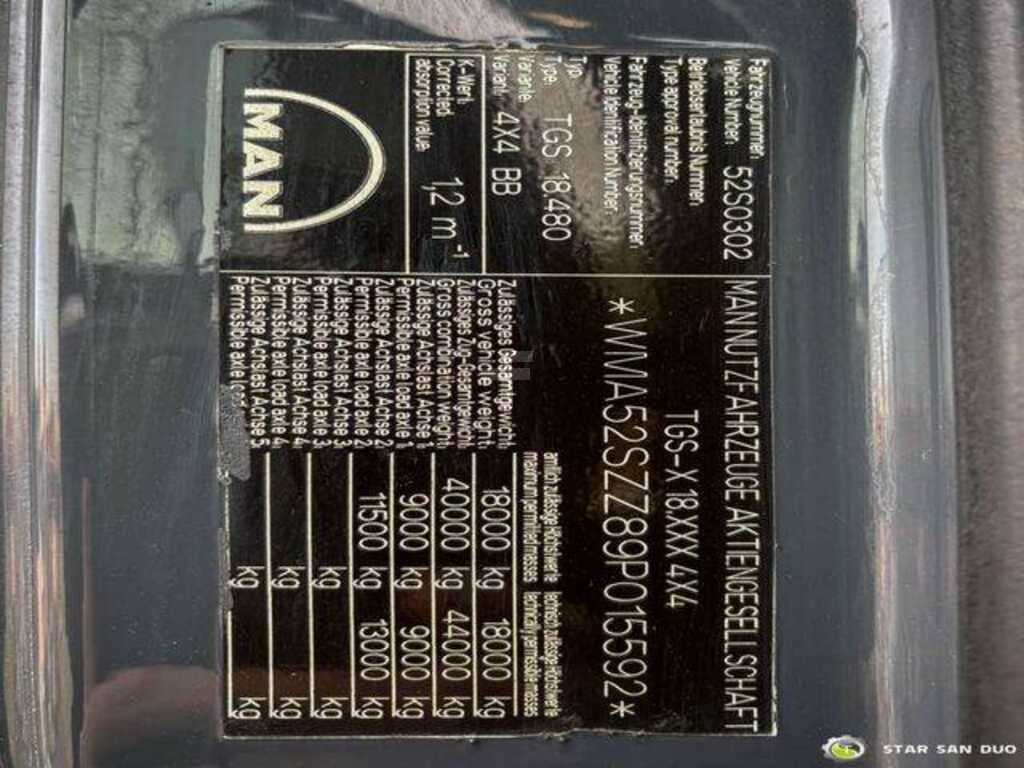 Fahrzeugnummer.
Vehicle Number: 52S0302
MAN NUTZFAHRZEUGE AKTIENGESELLSCHAFT
Betriebserlaubnis Nummer:
Type approval number:
TGS-X 18.XXX 4X4
Fahrzeug-Identifizierungsnummer
Vehicle Identification Number:
*WMA52SZZ89P015592*
Typ
Type: TGS 18.480
Variante
Variant: 4X4 BB
K-Wert
Corrected 1,2 m⁻¹
absorption value
MAN
amtlich zulässige Höchstwerte technisch zulässige Höchstwerte
maximum permitted masses technically permissible masses
Zulässiges Gesamtgewicht
Gross vehicle weight 18000 kg 18000 kg
Zulässiges Zug-Gesamtgewicht
Gross combination weight 40000 kg 44000 kg
Zulässige Achslast Achse 1
Permissible axle load axle 1 9000 kg 9000 kg
Zulässige Achslast Achse 2
Permissible axle load axle 2 11500 kg 13000 kg
Zulässige Achslast Achse 3
Permissible axle load axle 3 kg kg
Zulässige Achslast Achse 4
Permissible axle load axle 4 kg kg
Zulässige Achslast Achse 5
Permissible axle load kg kg
STAR SAN DUO